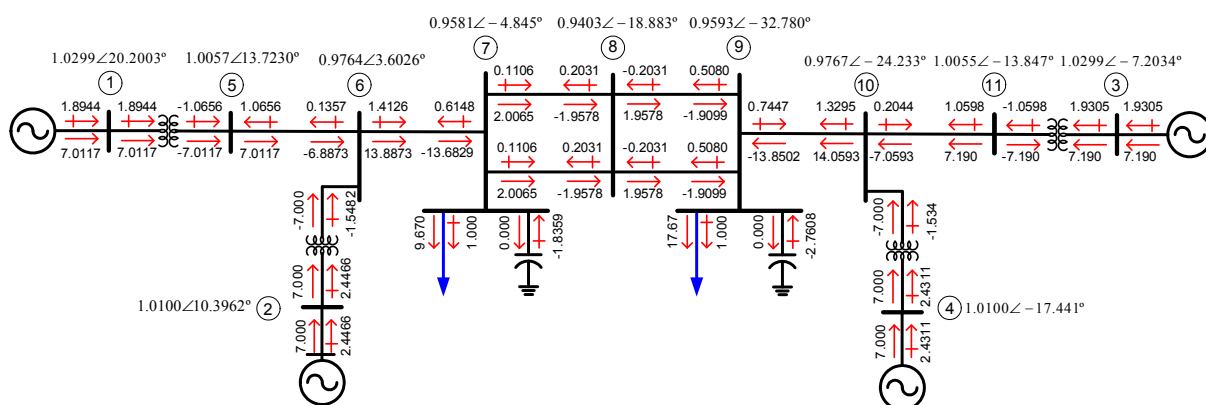 0.9581∠−4.845º 0.9403∠−18.883º 0.9593∠−32.780º
7 8 9
1.0299∠20.2003º 1.0057∠13.7230º 0.9764∠3.6026º 0.9767∠−24.233º 1.0055∠−13.847º 1.0299∠−7.2034º
1 5 6 10 11 3
0.1106 0.2031 -0.2031 0.5080
2.0065 -1.9578 1.9578 -1.9099
1.8944 1.8944 -1.0656 1.0656 0.1357 1.4126 0.6148 0.7447 1.3295 0.2044 1.0598 -1.0598 1.9305 1.9305
7.0117 7.0117 -7.0117 7.0117 -6.8873 13.8873 -13.6829 -13.8502 14.0593 -7.0593 7.190 -7.190 7.190 7.190
0.1106 0.2031 -0.2031 0.5080
2.0065 -1.9578 1.9578 -1.9099
-7.000 -1.5482
9.670 1.000 0.000 -1.8359
17.67 1.000 0.000 -2.7608
-7.000 -1.534
7.000 2.4466
7.000 2.4311
1.0100∠10.3962º 2
4 1.0100∠−17.441º
7.000 2.4466
7.000 2.4311